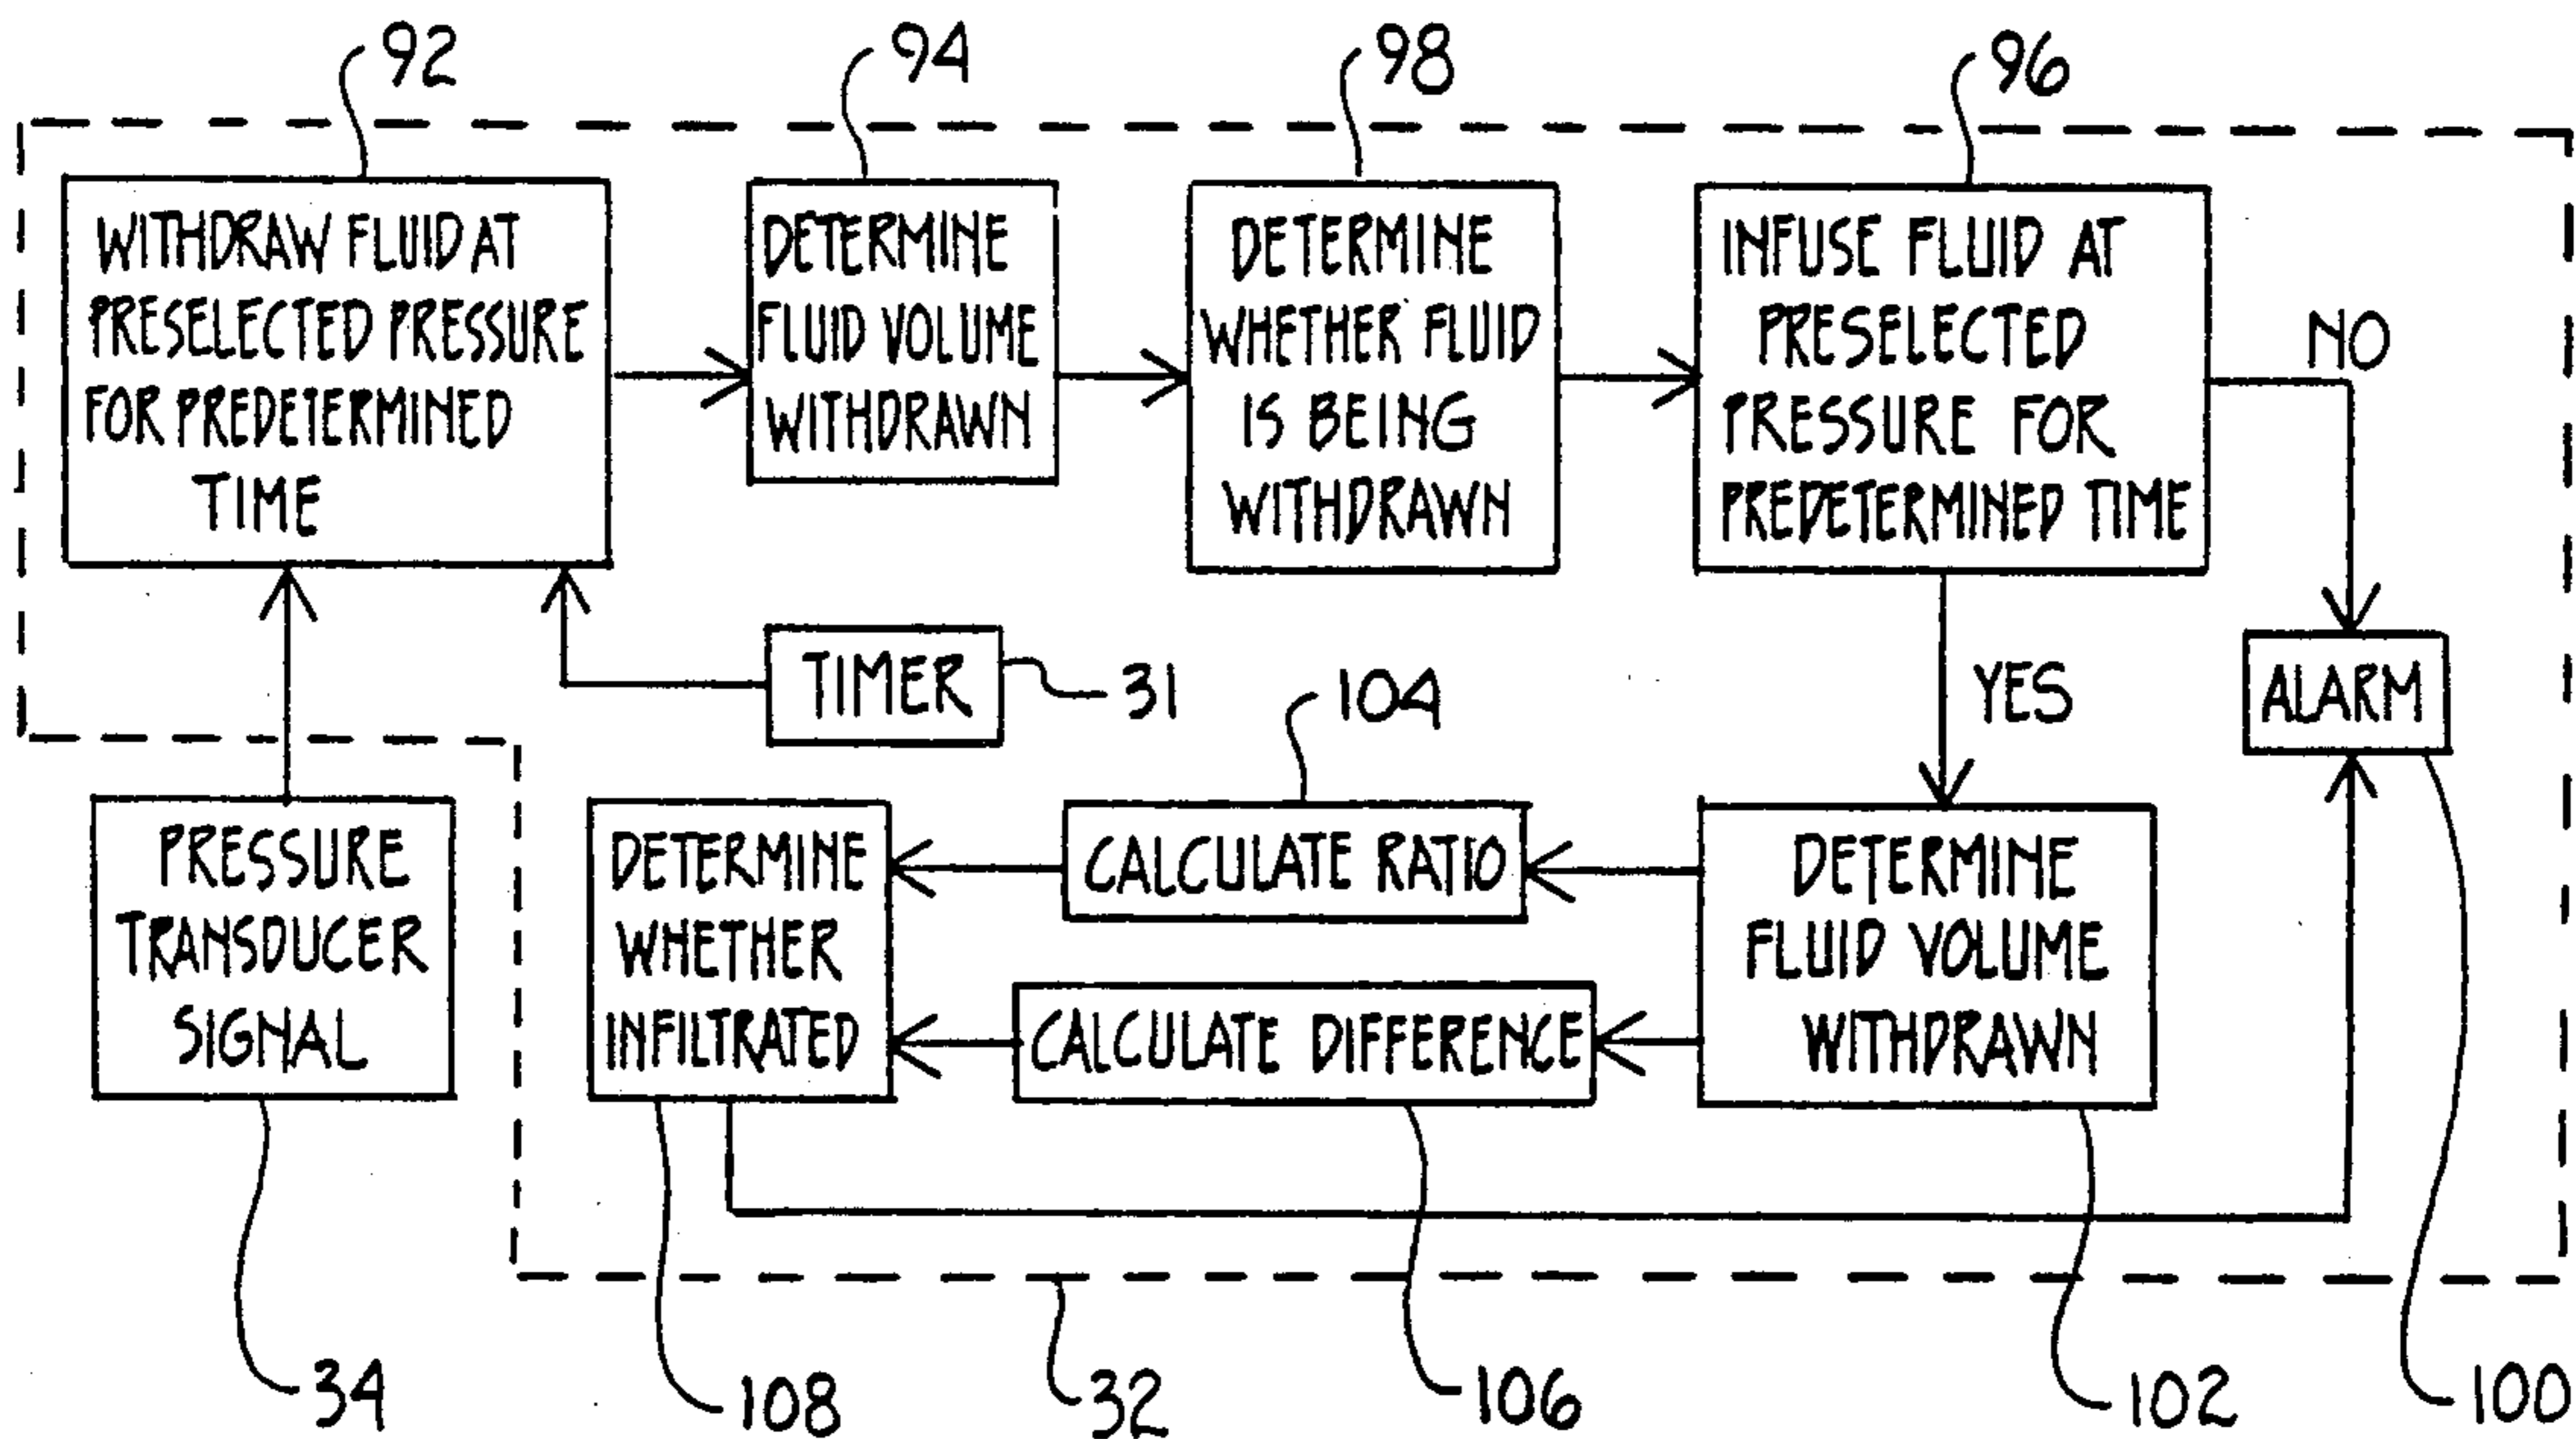 92
94
98
96
WITHDRAW FLUID AT
PRESELECTED PRESSURE
FOR PREDETERMINED
TIME
DETERMINE
FLUID VOLUME
WITHDRAWN
DETERMINE
WHETHER FLUID
IS BEING
WITHDRAWN
INFUSE FLUID AT
PRESELECTED
PRESSURE FOR
PREDETERMINED TIME
NO
TIMER
31
104
YES
ALARM
PRESSURE
TRANSDUCER
SIGNAL
DETERMINE
WHETHER
INFILTRATED
CALCULATE RATIO
CALCULATE DIFFERENCE
DETERMINE
FLUID VOLUME
WITHDRAWN
34
108
32
106
102
100